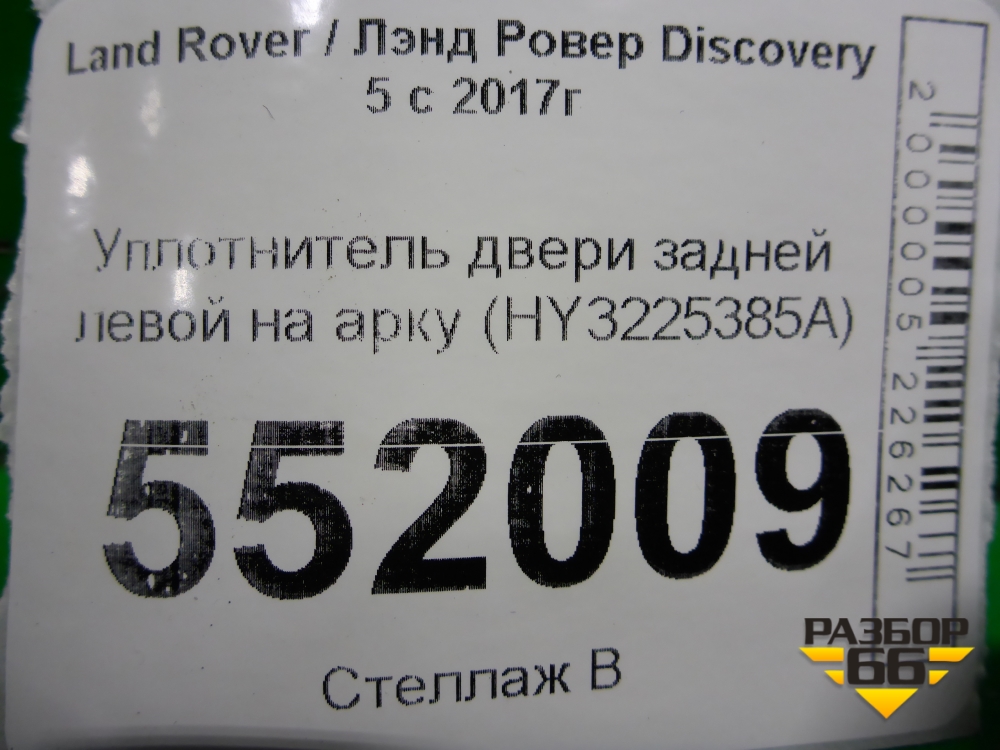 Land Rover / Лэнд Ровер Discovery
5 с 2017г
Уплотнитель двери задней
левой на арку (HY3225385A)
552009
Стеллаж В
2000005226267
РАЗБОР
66